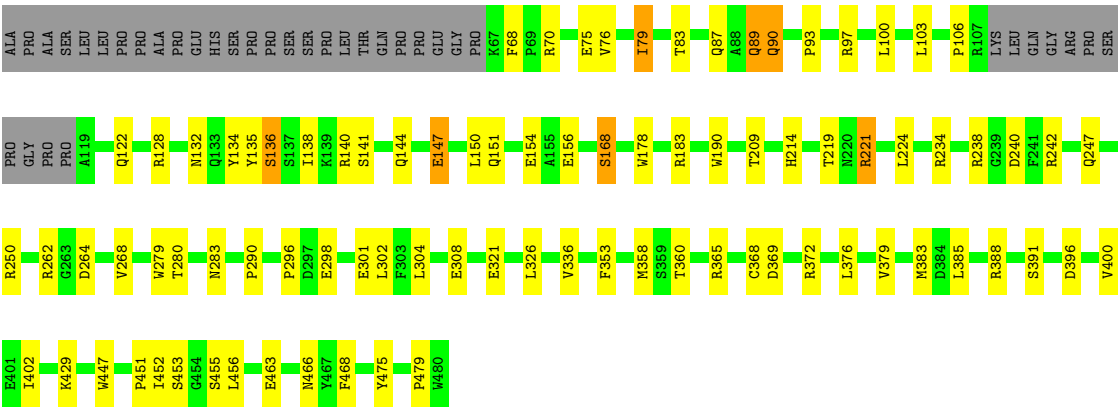 ALA PRO ALA SER LEU LEU PRO PRO ALA PRO GLU HIS SER PRO PRO SER SER PRO LEU THR GLN PRO PRO GLU GLY PRO K67 F68 P69 R70 E75 V76 I79 T83 Q87 A88 Q89 Q90 P93 R97 L100 L103 P106 R107 LYS LEU GLN GLY ARG PRO SER
PRO GLY PRO PRO A119 Q122 R128 N132 Q133 Y134 Y135 S136 S137 I138 K139 R140 S141 Q144 E147 L150 Q151 E154 A155 E156 S168 W178 R183 W190 T209 H214 T219 N220 R221 L224 R234 R238 G239 D240 F241 R242 Q247
R250 R262 G263 D264 V268 W279 T280 N283 P290 P296 D297 E298 E301 L302 F303 L304 E308 E321 L326 V336 F353 M358 S359 T360 R365 C368 D369 R372 L376 V379 M383 D384 L385 R388 S391 D396 V400
E401 I402 K429 W447 P451 I452 S453 G454 S455 L456 E463 N466 Y467 F468 Y475 P479 W480